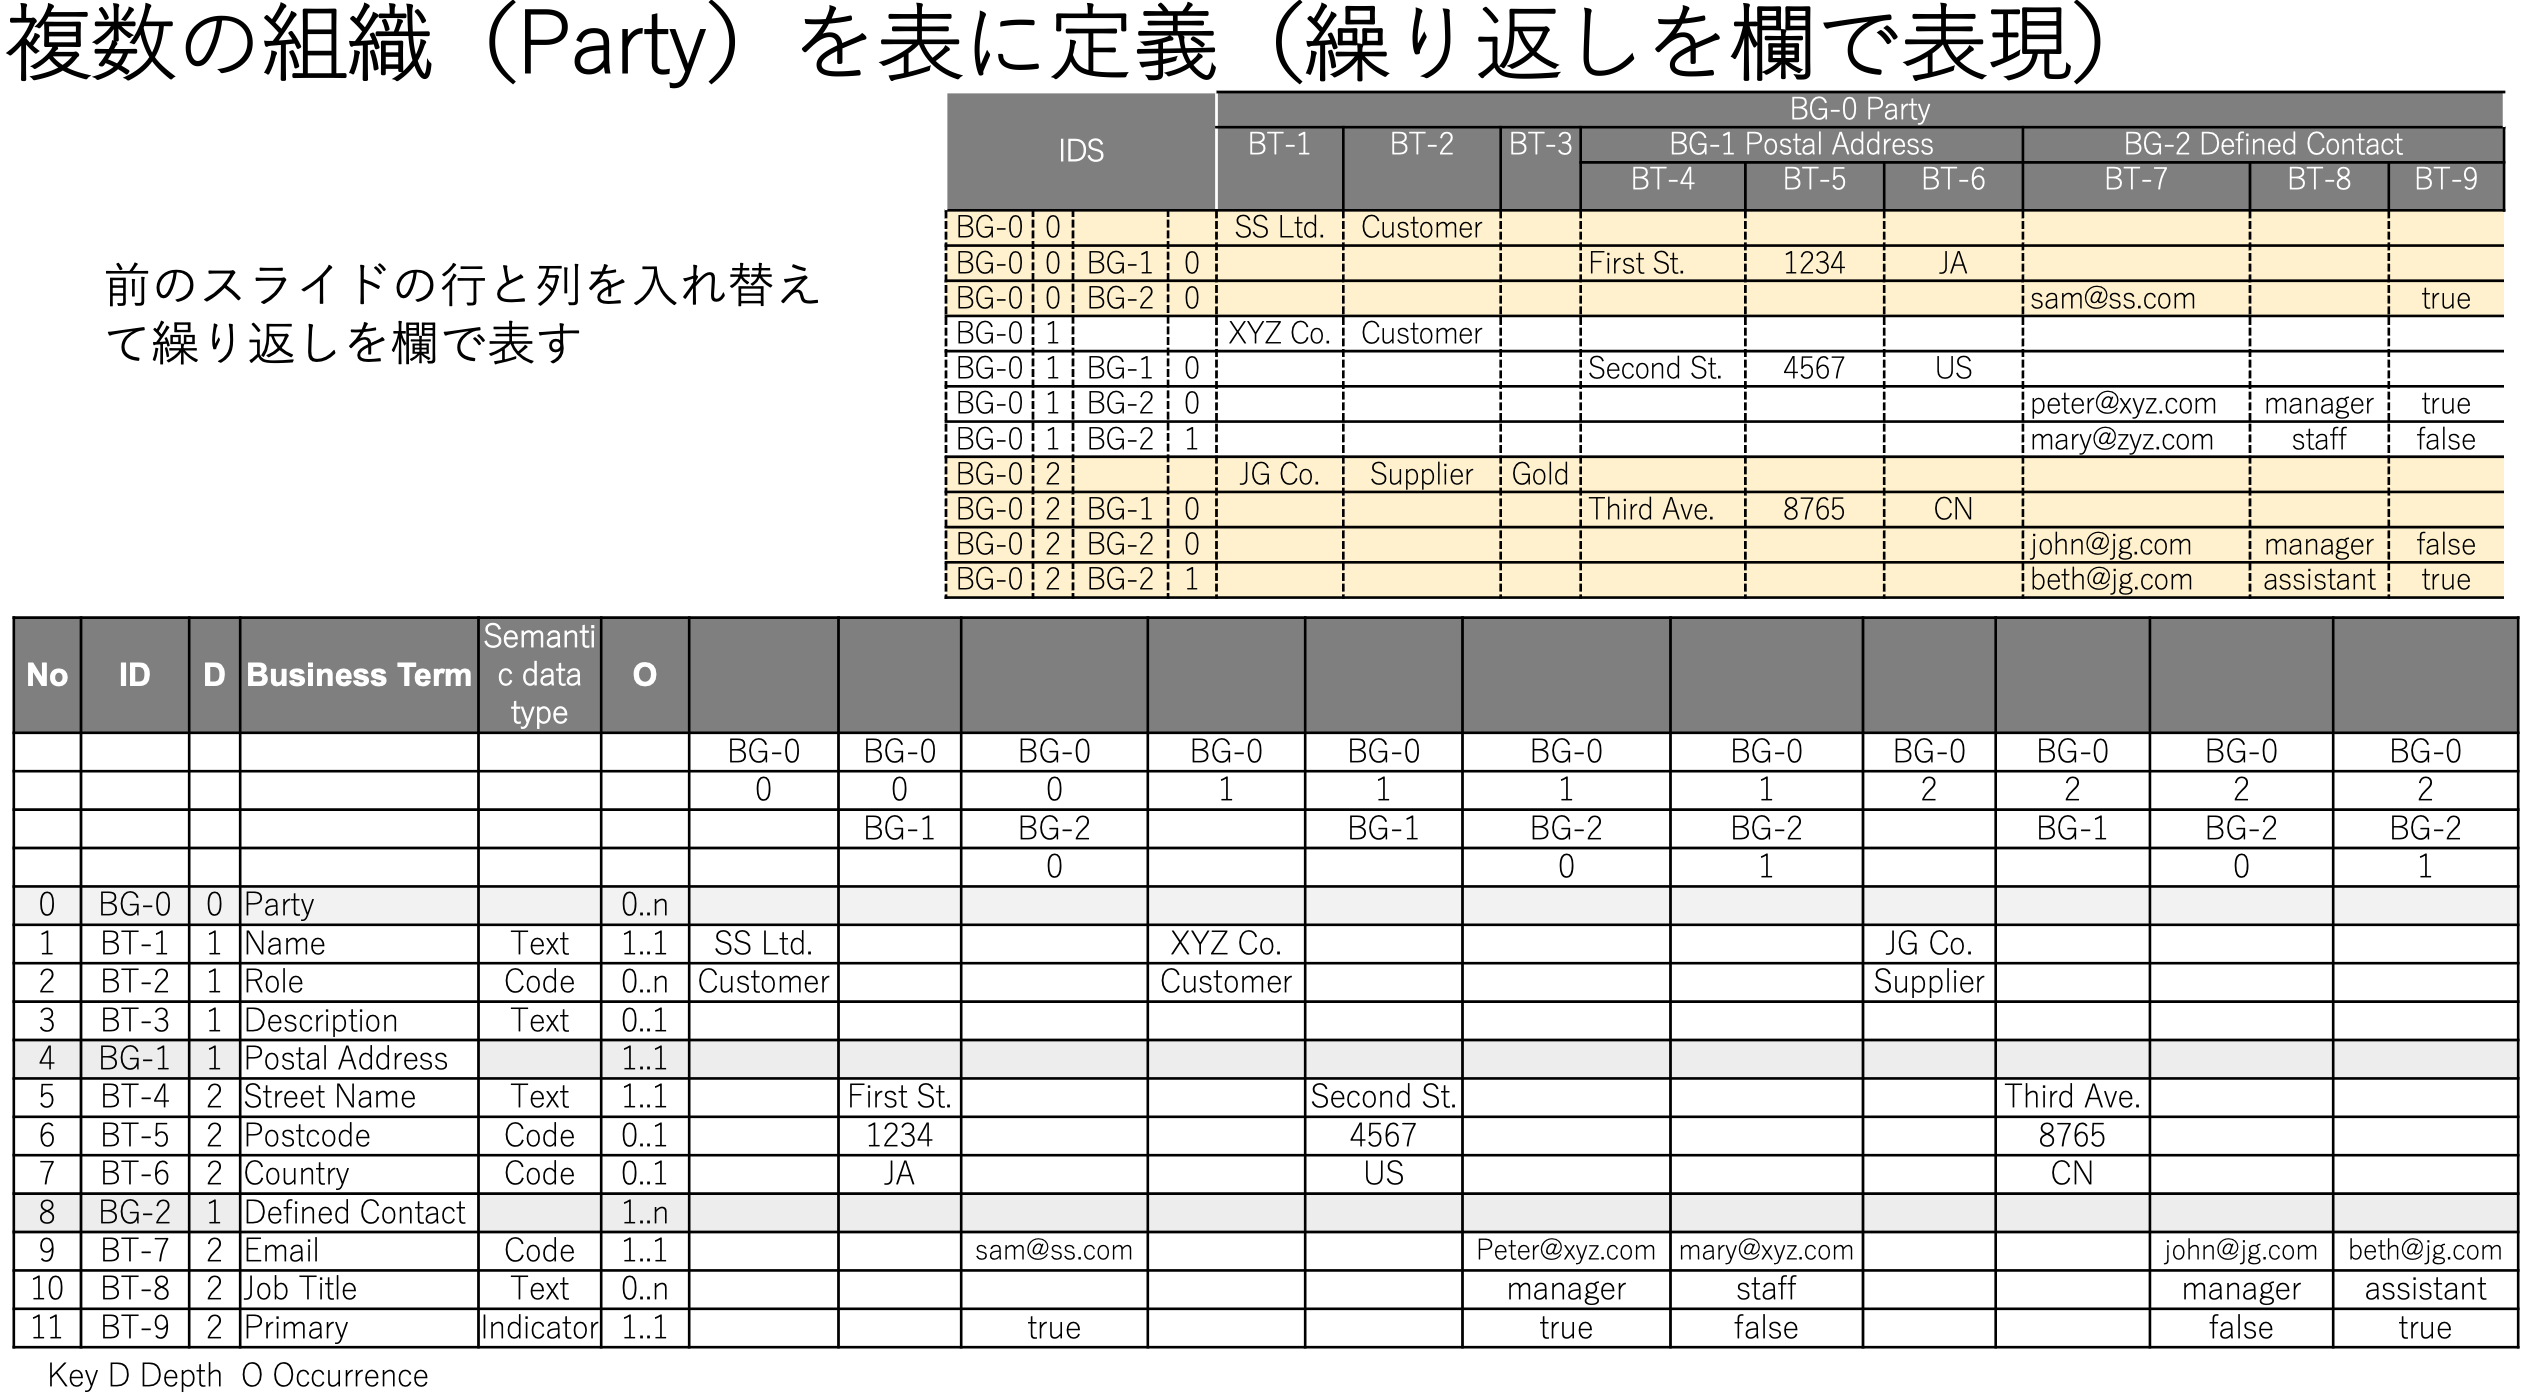 複数の組織（Party）を表に定義（繰り返しを欄で表現）
前のスライドの行と列を入れ替え
て繰り返しを欄で表す
IDS BG-0 Party
BT-1 BT-2 BT-3 BG-1 Postal Address BG-2 Defined Contact
BT-4 BT-5 BT-6 BT-7 BT-8 BT-9
BG-0 0 SS Ltd. Customer
BG-0 0 BG-1 0 First St. 1234 JA
BG-0 0 BG-2 0 sam@ss.com true
BG-0 1 XYZ Co. Customer
BG-0 1 BG-1 0 Second St. 4567 US
BG-0 1 BG-2 0 peter@xyz.com manager true
BG-0 1 BG-2 1 mary@zyz.com staff false
BG-0 2 JG Co. Supplier Gold
BG-0 2 BG-1 0 Third Ave. 8765 CN
BG-0 2 BG-2 0 john@jg.com manager false
BG-0 2 BG-2 1 beth@jg.com assistant true
No ID D Business Term Semanti
c data
type O
BG-0 BG-0 BG-0 BG-0 BG-0 BG-0 BG-0 BG-0 BG-0 BG-0 BG-0
0 0 0 1 1 1 1 2 2 2 2
BG-1 BG-2 BG-1 BG-2 BG-2 BG-1 BG-2 BG-2
0 0 1 0 1
0 BG-0 0 Party 0..n
1 BT-1 1 Name Text 1..1 SS Ltd. XYZ Co. JG Co.
2 BT-2 1 Role Code 0..n Customer Customer Supplier
3 BT-3 1 Description Text 0..1
4 BG-1 1 Postal Address 1..1
5 BT-4 2 Street Name Text 1..1 First St. Second St. Third Ave.
6 BT-5 2 Postcode Code 0..1 1234 4567 8765
7 BT-6 2 Country Code 0..1 JA US CN
8 BG-2 1 Defined Contact 1..n
9 BT-7 2 Email Code 1..1 sam@ss.com Peter@xyz.com mary@xyz.com john@jg.com beth@jg.com
10 BT-8 2 Job Title Text 0..n manager staff manager assistant
11 BT-9 2 Primary Indicator 1..1 true true false false true
Key D Depth O Occurrence